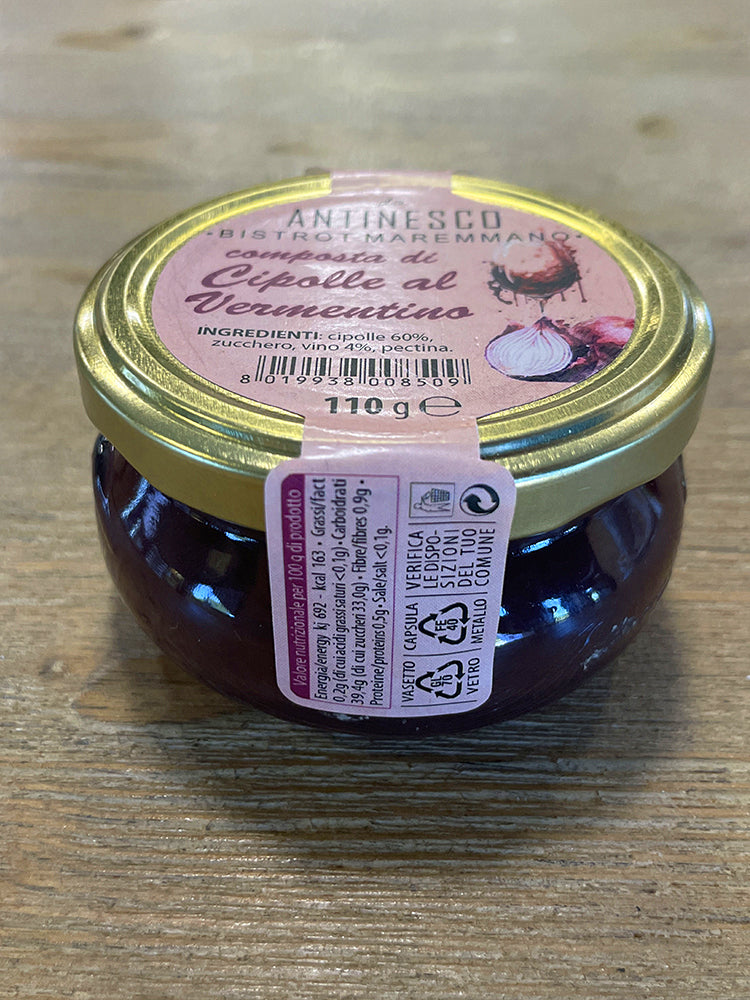 ANTINESCO
•BISTROT MAREMMANO•
composta di
Cipolle al
Vermentino
INGREDIENTI: cipolle 60%,
zucchero, vino 4%, pectina.
8 019938 008509
110 g ℮
Valore nutrizionale per 100 g di prodotto
Energia/energy kj 692 - kcal 163 • Grassi/fact
0,2g (di cui acidi grassi saturi <0,1g) • Carboidrati
39,4g (di cui zuccheri 33,0g) • Fibre/fibres 0,9g •
Proteine/proteins 0,5g • Sale/salt <0.1g.
VASETTO
GL
70
VETRO
CAPSULA
FE
40
METALLO
VERIFICA
LE DISPO-
SIZIONI
DEL TUO
COMUNE